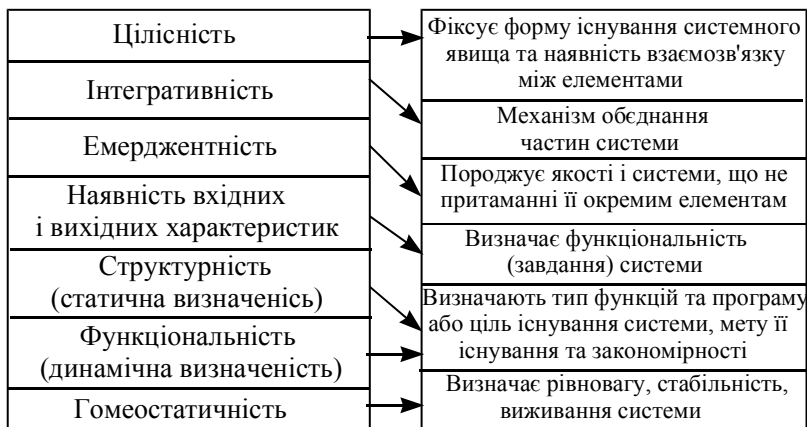 Цілісність
Інтегративність
Емерджентність
Наявність вхідних
і вихідних характеристик
Структурність
(статична визначенісь)
Функціональність
(динамічна визначеність)
Гомеостатичність
Фіксує форму існування системного
явища та наявність взаємозв'язку
між елементами
Механізм обєднання
частин системи
Породжує якості і системи, що не
притаманні її окремим елементам
Визначає функціональність
(завдання) системи
Визначають тип функцій та програму
або ціль існування системи, мету її
існування та закономірності
Визначає рівновагу, стабільність,
виживання системи